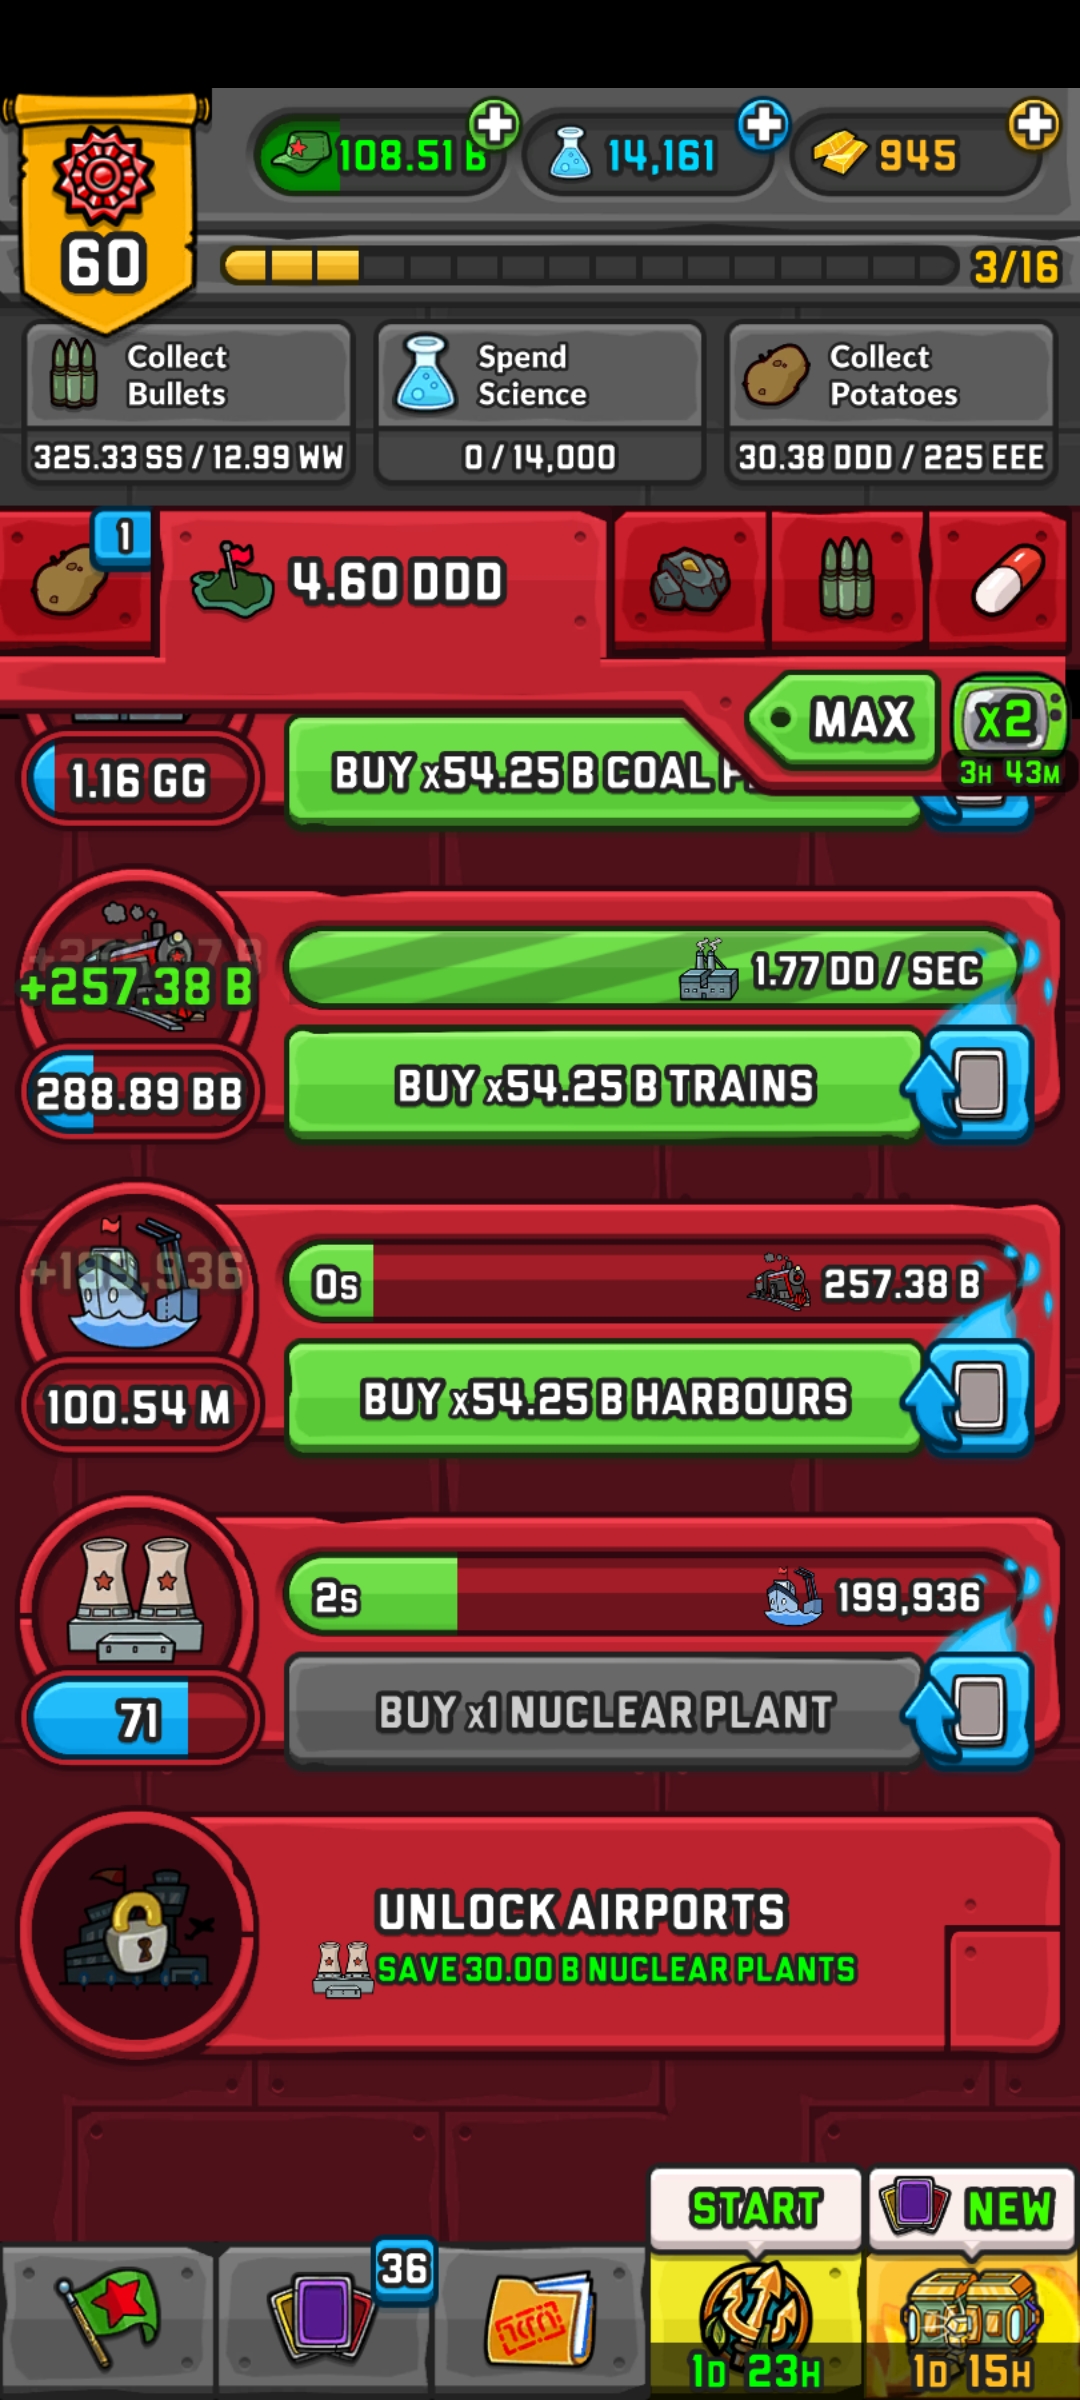 108.51 B
14,161
945
60
3/16
Collect
Bullets
Spend
Science
Collect
Potatoes
325.33 SS / 12.99 WW
0 / 14,000
30.38 DDD / 225 EEE
1
4.60 DDD
MAX
x2
3H 43M
1.16 GG
BUY x54.25 B COAL
+257.38 B
1.77 DD / SEC
288.89 BB
BUY x54.25 B TRAINS
+199,936
0s
257.38 B
100.54 M
BUY x54.25 B HARBOURS
2s
199,936
71
BUY x1 NUCLEAR PLANT
UNLOCK AIRPORTS
SAVE 30.00 B NUCLEAR PLANTS
START
NEW
36
1D 23H
1D 15H